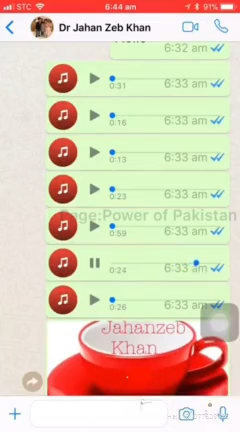 STC
6:44 am
91%
Dr Jahan Zeb Khan
6:32 am
0:31
6:33 am
0:16
6:33 am
0:13
6:33 am
0:23
6:33 am
Page:Power of Pakistan
0:59
6:33 am
0:24
6:33 am
0:26
6:33 am
Jahanzeb
Khan